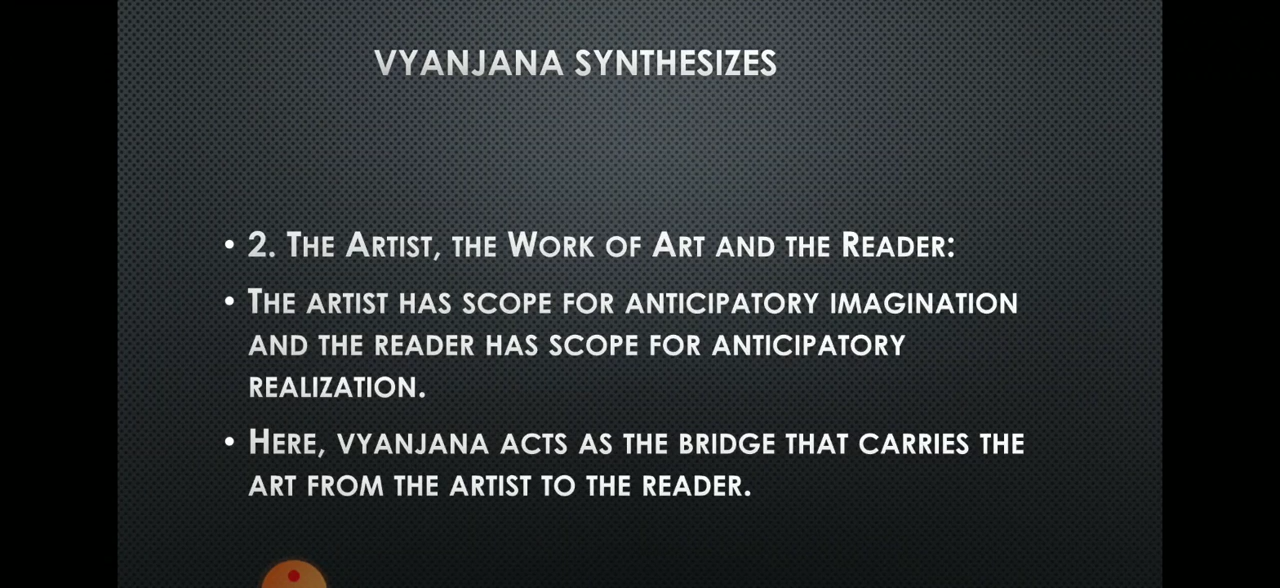 VYANJANA SYNTHESIZES
• 2. THE ARTIST, THE WORK OF ART AND THE READER:
• THE ARTIST HAS SCOPE FOR ANTICIPATORY IMAGINATION
AND THE READER HAS SCOPE FOR ANTICIPATORY
REALIZATION.
• HERE, VYANJANA ACTS AS THE BRIDGE THAT CARRIES THE
ART FROM THE ARTIST TO THE READER.